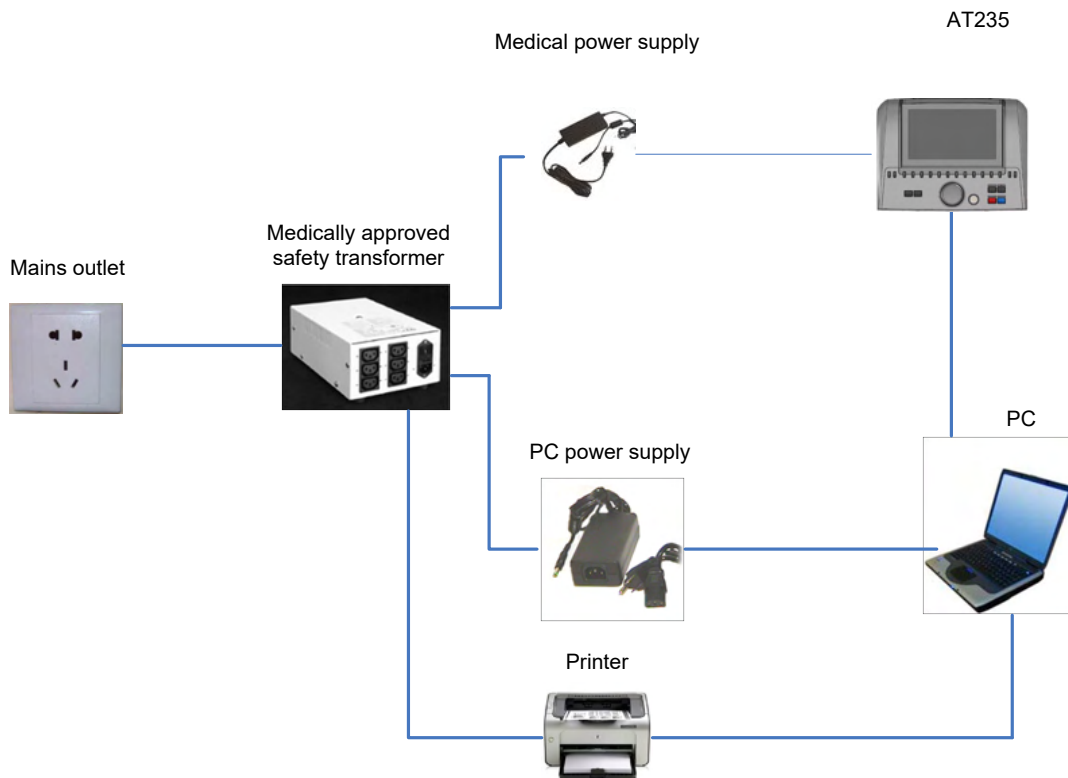 AT235
Medical power supply
Medically approved
safety transformer
Mains outlet
PC
PC power supply
Printer